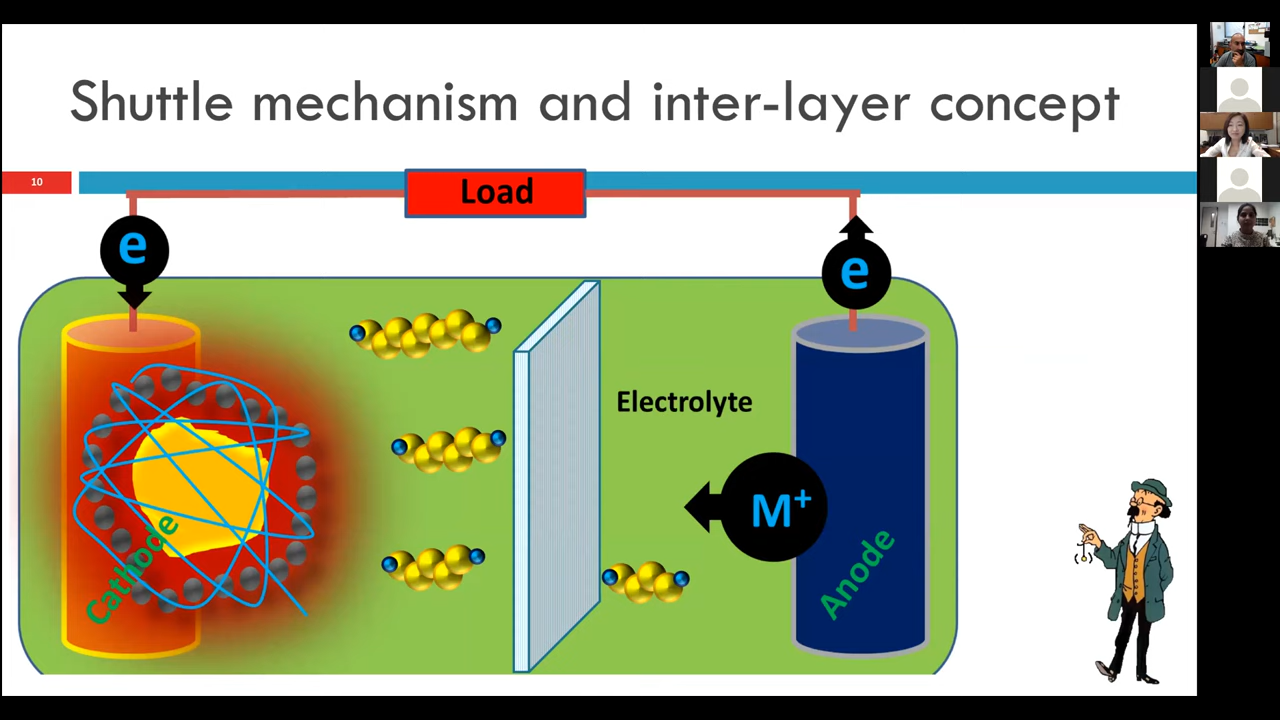 Shuttle mechanism and inter-layer concept
10
Load
e
e
Electrolyte
M+
Cathode
Anode